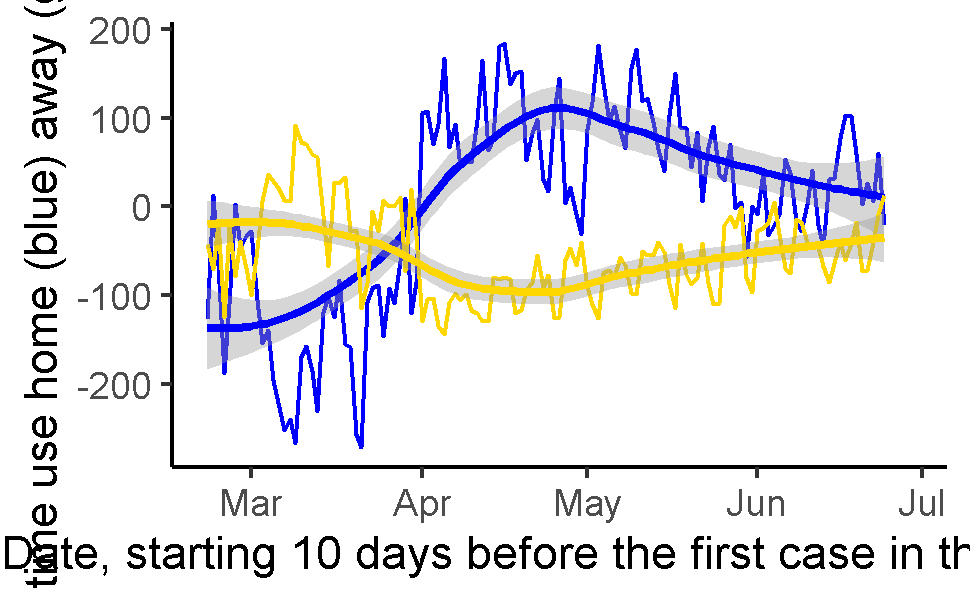 time use home (blue) away (
200
100
0
-100
-200
Mar Apr May Jun Jul
Date, starting 10 days before the first case in th